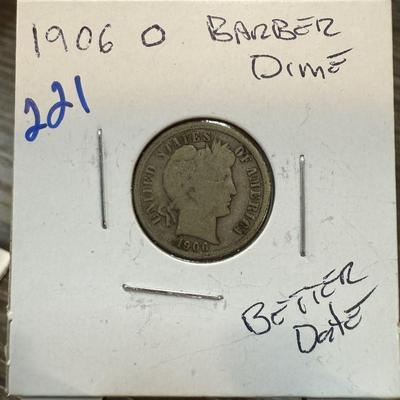 1906 O BARBER
DIME
221
UNITED STATES OF AMERICA
1906
BETTER
Date